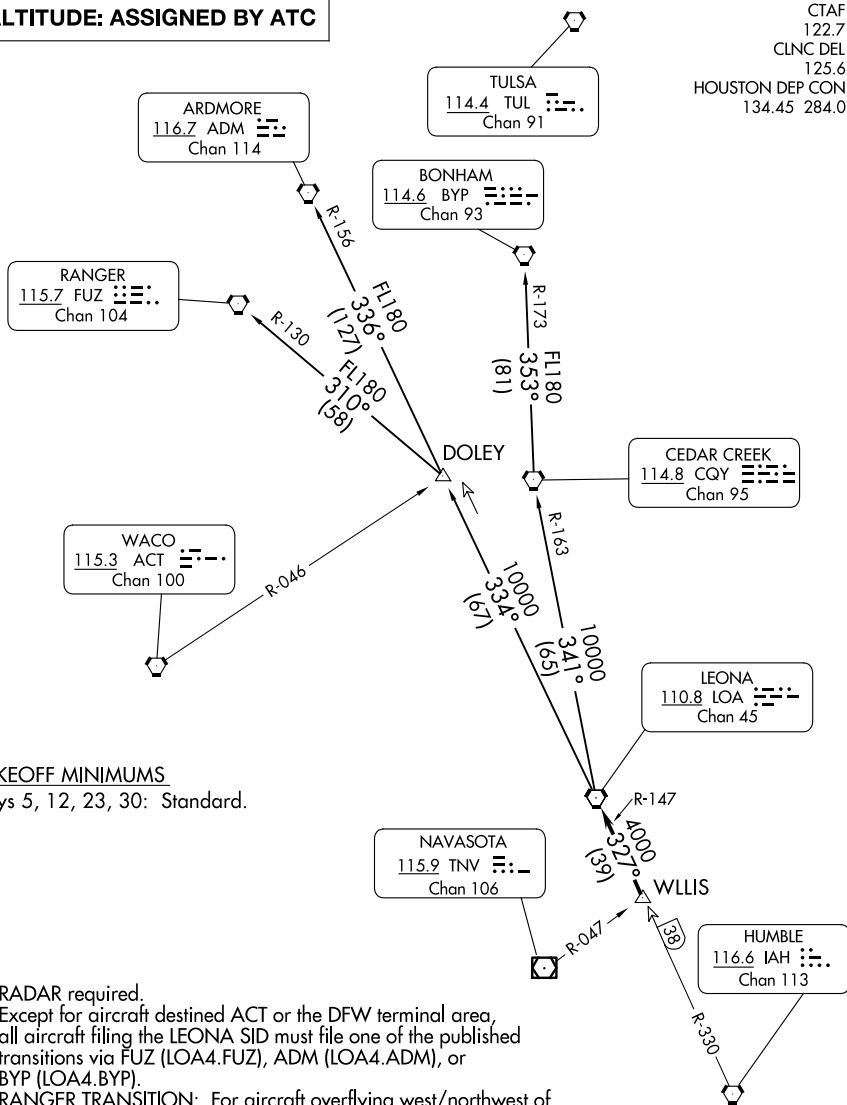 ALTITUDE: ASSIGNED BY ATC
CTAF
122.7
CLNC DEL
125.6
HOUSTON DEP CON
134.45 284.0
TULSA
114.4 TUL
Chan 91
ARDMORE
116.7 ADM
Chan 114
BONHAM
114.6 BYP
Chan 93
R-156
RANGER
115.7 FUZ
Chan 104
R-130
R-173
FL180
336°
(127)
FL180
310°
(58)
FL180
353°
(81)
DOLEY
CEDAR CREEK
114.8 CQY
Chan 95
R-163
WACO
115.3 ACT
Chan 100
R-046
10000
334°
(67)
10000
341°
(65)
LEONA
110.8 LOA
Chan 45
KEOFF MINIMUMS
ys 5, 12, 23, 30: Standard.
R-147
4000
327°
(39)
NAVASOTA
115.9 TNV
Chan 106
WLLIS
R-047
38
HUMBLE
116.6 IAH
Chan 113
R-330
RADAR required.
Except for aircraft destined ACT or the DFW terminal area,
all aircraft filing the LEONA SID must file one of the published
transitions via FUZ (LOA4.FUZ), ADM (LOA4.ADM), or
BYP (LOA4.BYP).
RANGER TRANSITION: For aircraft overflying west/northwest of